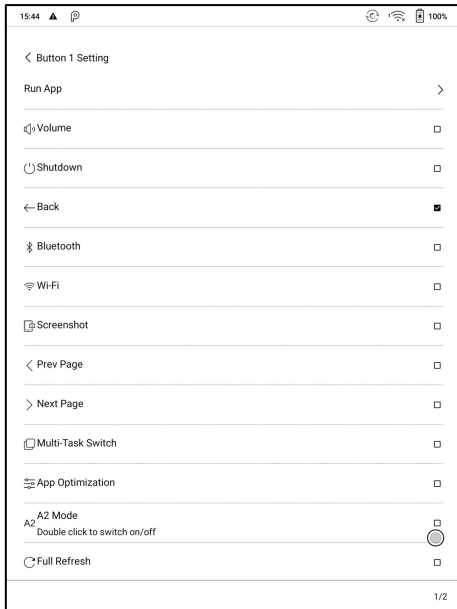 15:44 100%
Button 1 Setting
Run App
Volume
Shutdown
Back
Bluetooth
Wi-Fi
Screenshot
Prev Page
Next Page
Multi-Task Switch
App Optimization
A2 A2 Mode
Double click to switch on/off
Full Refresh
1/2